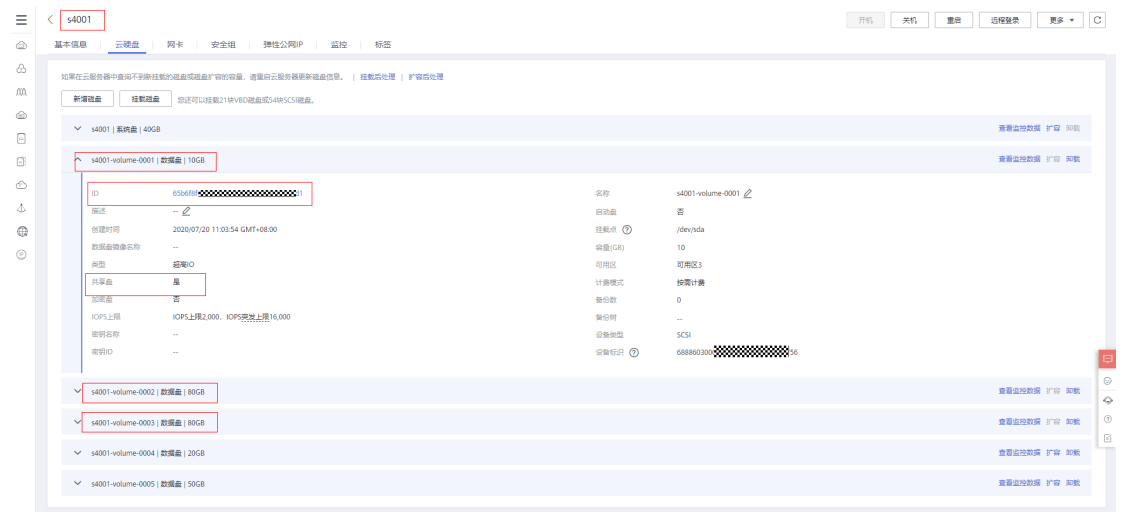 s4001
开机 关机 重启 远程登录 更多
基本信息 云硬盘 网卡 安全组 弹性公网IP 监控 标签
如果在云服务器中查询不到新挂载的磁盘或磁盘扩容的容量，请重启云服务器更新磁盘信息。 | 挂载后处理 | 扩容后处理
新增磁盘 挂载磁盘 您还可以挂载21块VBD磁盘或54块SCSI磁盘。
s4001 | 系统盘 | 40GB 查看监控数据 扩容 卸载
s4001-volume-0001 | 数据盘 | 10GB 查看监控数据 扩容 卸载
ID 65b6f8f d1 名称 s4001-volume-0001
描述 -- 启动盘 否
创建时间 2020/07/20 11:03:54 GMT+08:00 挂载点 /dev/sda
数据盘镜像名称 -- 容量(GB) 10
类型 超高IO 可用区 可用区3
共享盘 是 计费模式 按需计费
加密盘 否 备份数 0
IOPS上限 IOPS上限2,000，IOPS突发上限16,000 备份树 --
密钥名称 -- 设备类型 SCSI
密钥ID -- 设备标识 688860300 56
s4001-volume-0002 | 数据盘 | 80GB 查看监控数据 扩容 卸载
s4001-volume-0003 | 数据盘 | 80GB 查看监控数据 扩容 卸载
s4001-volume-0004 | 数据盘 | 20GB 查看监控数据 扩容 卸载
s4001-volume-0005 | 数据盘 | 50GB 查看监控数据 扩容 卸载